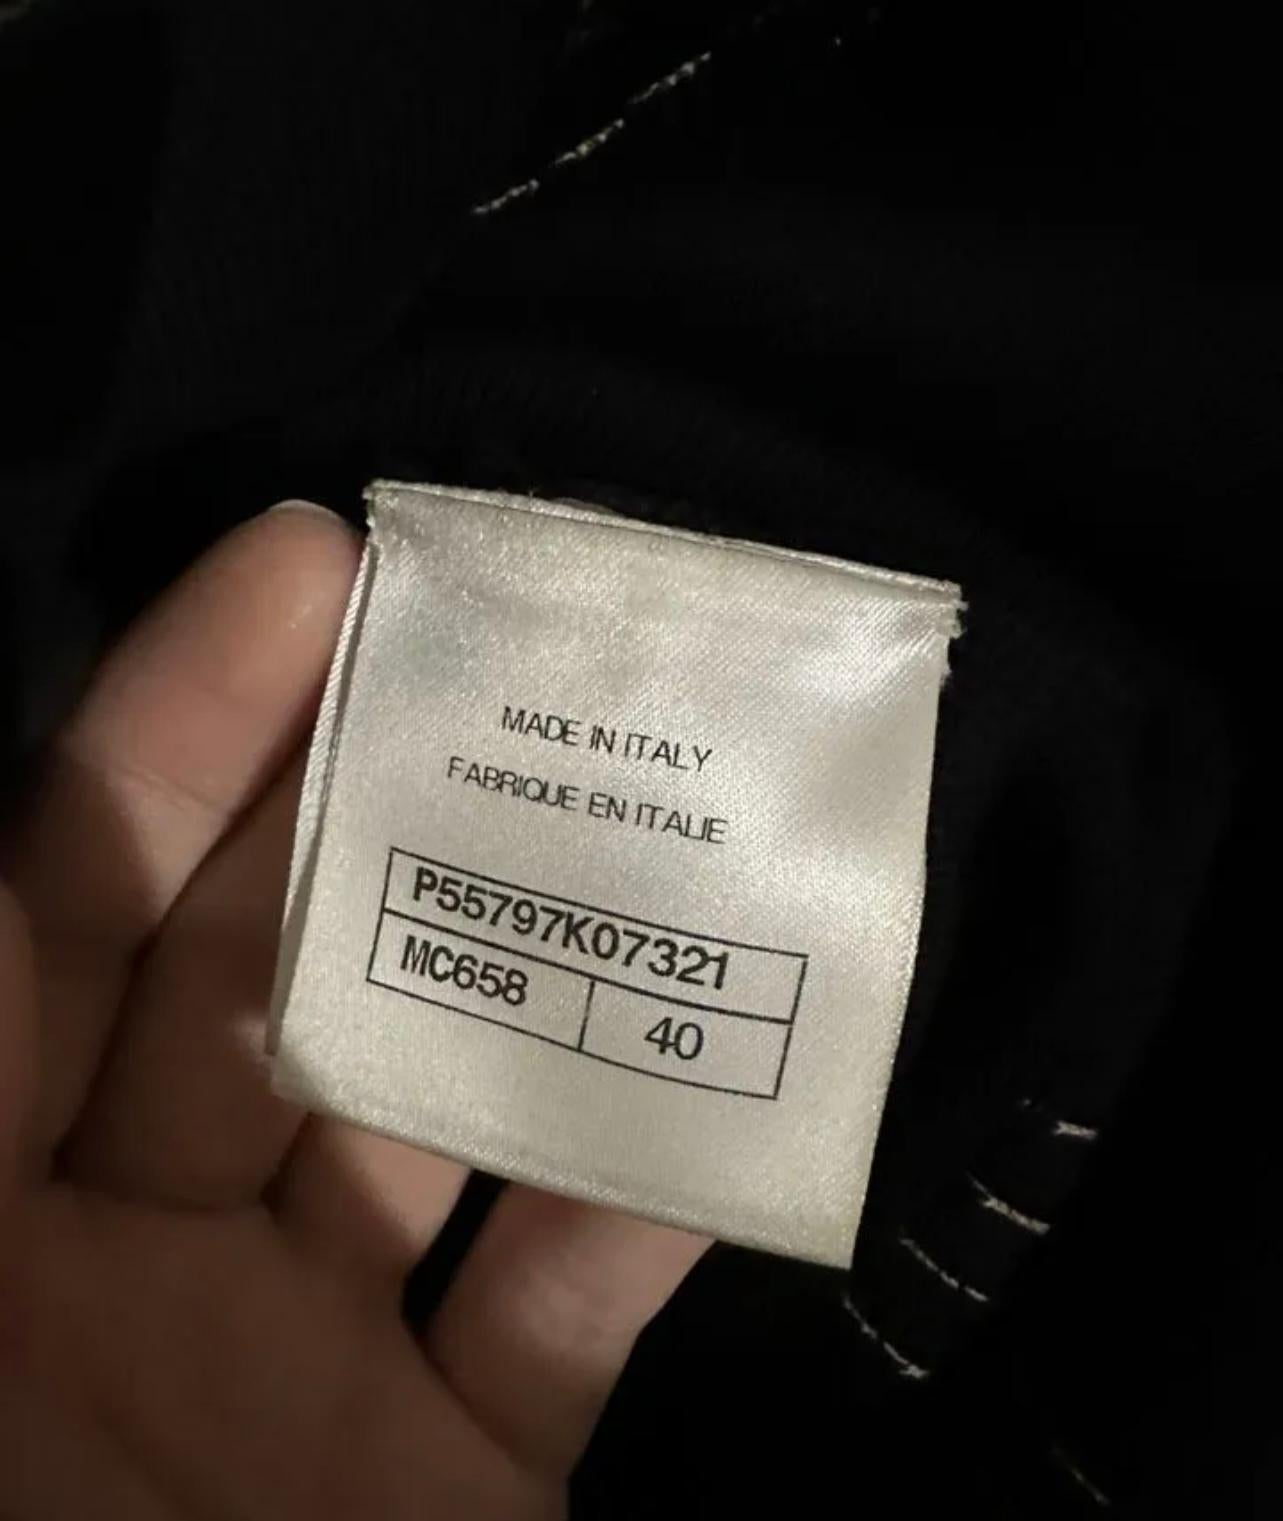 MADE IN ITALY
FABRIQUE EN ITALIE
P55797K07321
MC658 40